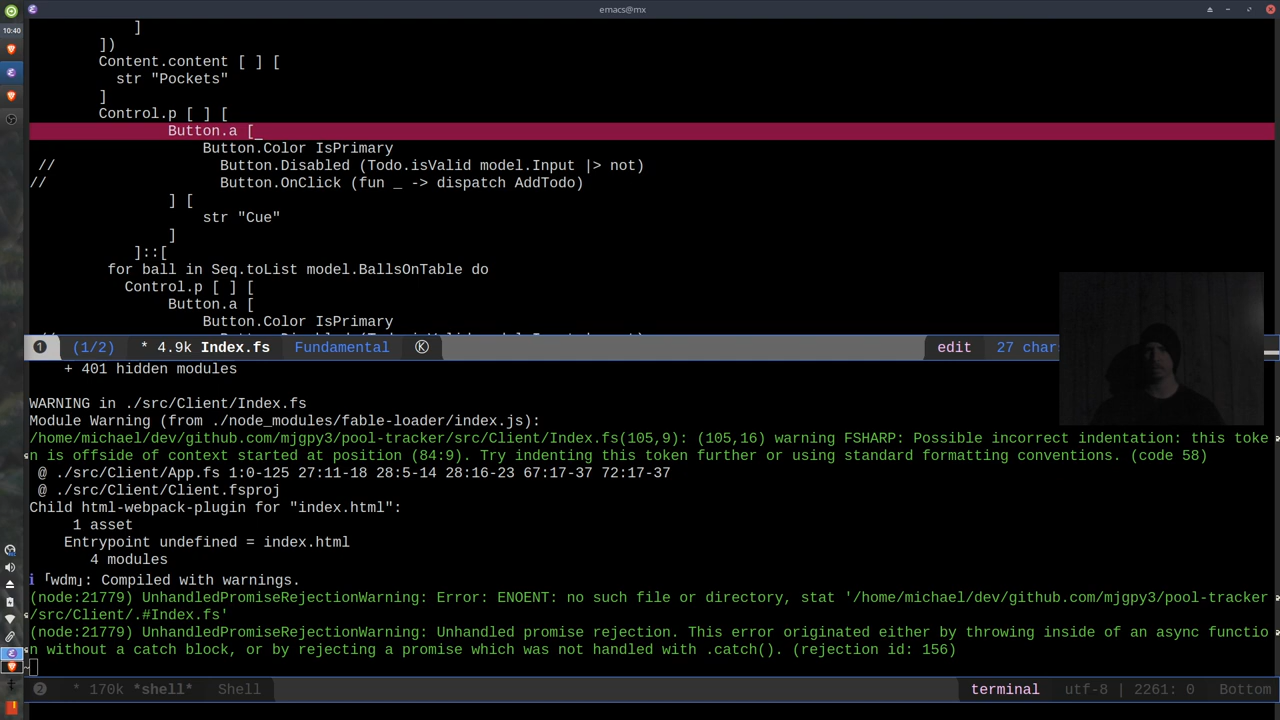 emacs@mx
10:40
]
])
Content.content [ ] [
str "Pockets"
]
Control.p [ ] [
Button.a [_
Button.Color IsPrimary
// Button.Disabled (Todo.isValid model.Input |> not)
// Button.OnClick (fun _ -> dispatch AddTodo)
] [
str "Cue"
]
]::[
for ball in Seq.toList model.BallsOnTable do
Control.p [ ] [
Button.a [
Button.Color IsPrimary
1 (1/2) * 4.9k Index.fs Fundamental K edit 27 char
+ 401 hidden modules
WARNING in ./src/Client/Index.fs
Module Warning (from ./node_modules/fable-loader/index.js):
/home/michael/dev/github.com/mjgpy3/pool-tracker/src/Client/Index.fs(105,9): (105,16) warning FSHARP: Possible incorrect indentation: this toke
n is offside of context started at position (84:9). Try indenting this token further or using standard formatting conventions. (code 58)
@ ./src/Client/App.fs 1:0-125 27:11-18 28:5-14 28:16-23 67:17-37 72:17-37
@ ./src/Client/Client.fsproj
Child html-webpack-plugin for "index.html":
1 asset
Entrypoint undefined = index.html
4 modules
i ｢wdm｣: Compiled with warnings.
(node:21779) UnhandledPromiseRejectionWarning: Error: ENOENT: no such file or directory, stat '/home/michael/dev/github.com/mjgpy3/pool-tracker
/src/Client/.#Index.fs'
(node:21779) UnhandledPromiseRejectionWarning: Unhandled promise rejection. This error originated either by throwing inside of an async functio
n without a catch block, or by rejecting a promise which was not handled with .catch(). (rejection id: 156)
2 * 170k *shell* Shell terminal utf-8 | 2261: 0 Bottom